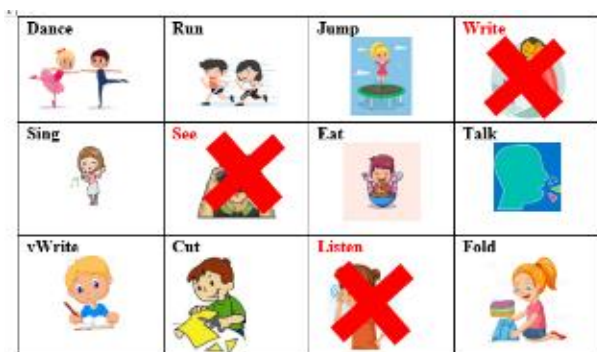 Dance Run Jump Write
Sing See Eat Talk
vWrite Cut Listen Fold